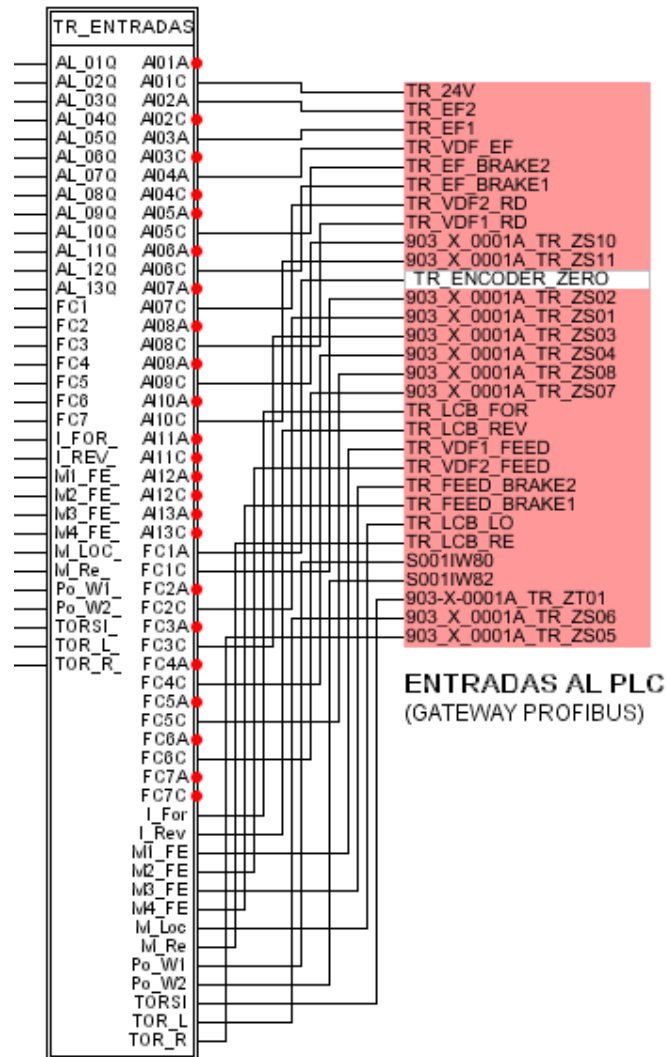 TR_ENTRADAS
AL_01Q AI01A
AL_02Q AI01C
AL_03Q AI02A
AL_04Q AI02C
AL_05Q AI03A
AL_06Q AI03C
AL_07Q AI04A
AL_08Q AI04C
AL_09Q AI05A
AL_10Q AI05C
AL_11Q AI06A
AL_12Q AI06C
AL_13Q AI07A
FC1 AI07C
FC2 AI08A
FC3 AI08C
FC4 AI09A
FC5 AI09C
FC6 AI10A
FC7 AI10C
I_FOR_ AI11A
I_REV_ AI11C
M1_FE_ AI12A
M2_FE_ AI12C
M3_FE_ AI13A
M4_FE_ AI13C
M_LOC_ FC1A
M_Re_ FC1C
Po_W1_ FC2A
Po_W2_ FC2C
TORSI_ FC3A
TOR_L_ FC3C
TOR_R_ FC4A
FC4C
FC5A
FC5C
FC6A
FC6C
FC7A
FC7C
I_For
I_Rev
M1_FE
M2_FE
M3_FE
M4_FE
M_Loc
M_Re
Po_W1
Po_W2
TORSI
TOR_L
TOR_R
TR_24V
TR_EF2
TR_EF1
TR_VDF_EF
TR_EF_BRAKE2
TR_EF_BRAKE1
TR_VDF2_RD
TR_VDF1_RD
903_X_0001A_TR_ZS10
903_X_0001A_TR_ZS11
TR_ENCODER_ZERO
903_X_0001A_TR_ZS02
903_X_0001A_TR_ZS01
903_X_0001A_TR_ZS03
903_X_0001A_TR_ZS04
903_X_0001A_TR_ZS08
903_X_0001A_TR_ZS07
TR_LCB_FOR
TR_LCB_REV
TR_VDF1_FEED
TR_VDF2_FEED
TR_FEED_BRAKE2
TR_FEED_BRAKE1
TR_LCB_LO
TR_LCB_RE
S001IW80
S001IW82
903-X-0001A_TR_ZT01
903_X_0001A_TR_ZS06
903_X_0001A_TR_ZS05
ENTRADAS AL PLC
(GATEWAY PROFIBUS)